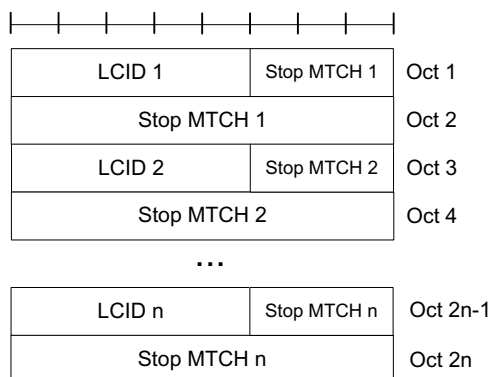 LCID 1 Stop MTCH 1 Oct 1
Stop MTCH 1 Oct 2
LCID 2 Stop MTCH 2 Oct 3
Stop MTCH 2 Oct 4
...
LCID n Stop MTCH n Oct 2n-1
Stop MTCH n Oct 2n